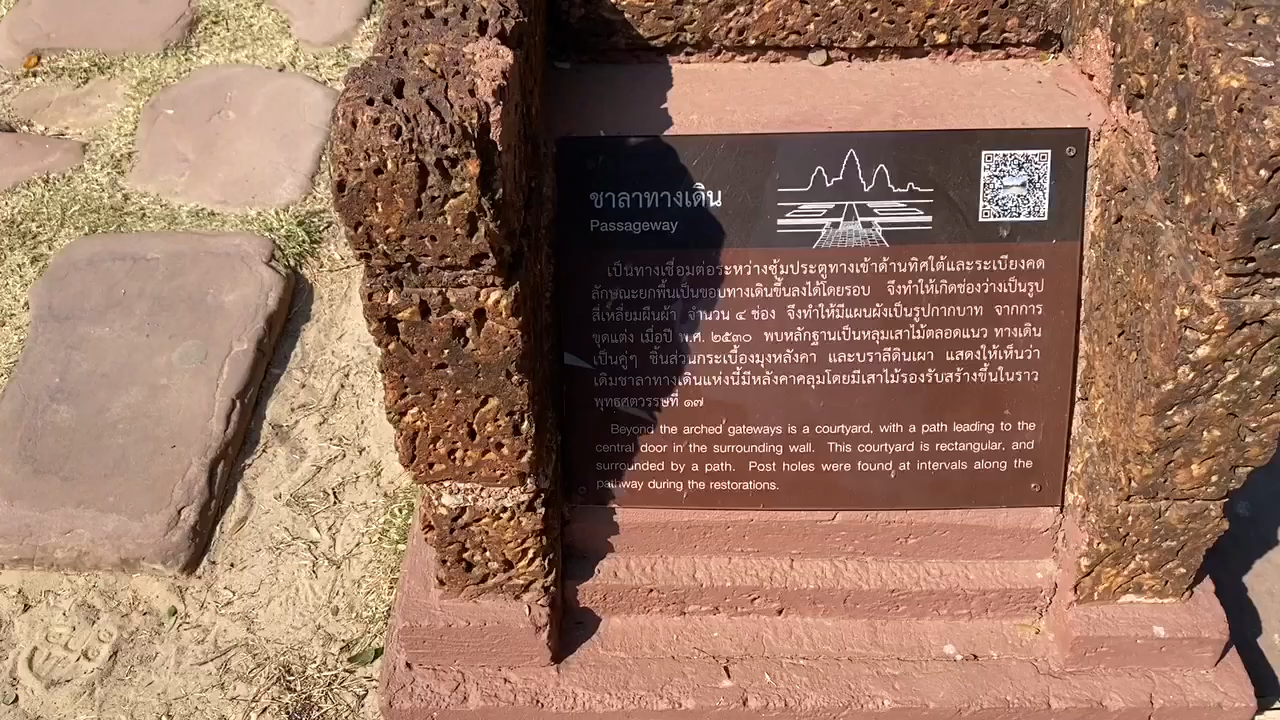 ชาลาทางเดิน
Passageway
เป็นทางเชื่อมต่อระหว่างซุ้มประตูทางเข้าด้านทิศใต้และระเบียงคด
ลักษณะยกพื้นเป็นขอบทางเดินขึ้นลงได้โดยรอบ จึงทำให้เกิดช่องว่างเป็นรูป
สี่เหลี่ยมผืนผ้า จำนวน ๔ ช่อง จึงทำให้มีแผนผังเป็นรูปกากบาท จากการ
ขุดแต่ง เมื่อปี พ.ศ. ๒๕๓๐ พบหลักฐานเป็นหลุมเสาไม้ตลอดแนว ทางเดิน
เป็นคู่ๆ ชิ้นส่วนกระเบื้องมุงหลังคา และบราลีดินเผา แสดงให้เห็นว่า
เดิมชาลาทางเดินแห่งนี้มีหลังคาคลุมโดยมีเสาไม้รองรับสร้างขึ้นในราว
พุทธศตวรรษที่ ๑๗
Beyond the arched gateways is a courtyard, with a path leading to the
central door in the surrounding wall. This courtyard is rectangular, and
surrounded by a path. Post holes were found at intervals along the
pathway during the restorations.